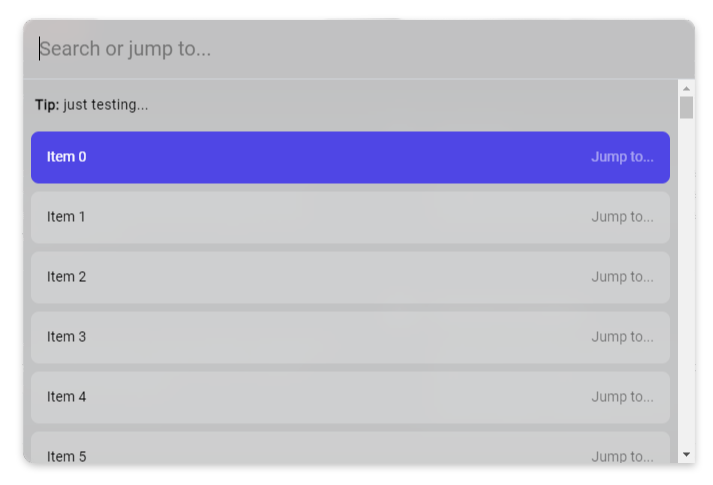 Search or jump to...
Tip: just testing...
Item 0 Jump to...
Item 1 Jump to...
Item 2 Jump to...
Item 3 Jump to...
Item 4 Jump to...
Item 5 Jump to...